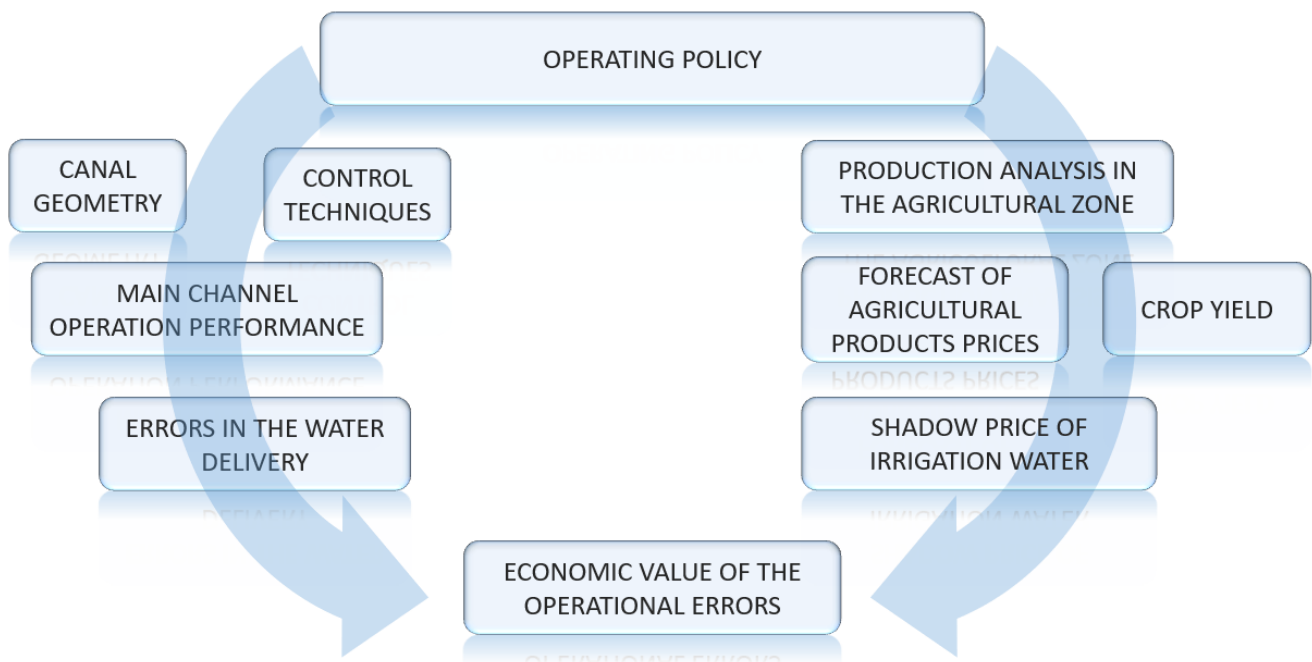 OPERATING POLICY
CANAL
GEOMETRY
CONTROL
TECHNIQUES
MAIN CHANNEL
OPERATION PERFORMANCE
ERRORS IN THE WATER
DELIVERY
PRODUCTION ANALYSIS IN
THE AGRICULTURAL ZONE
FORECAST OF
AGRICULTURAL
PRODUCTS PRICES
CROP YIELD
SHADOW PRICE OF
IRRIGATION WATER
ECONOMIC VALUE OF THE
OPERATIONAL ERRORS